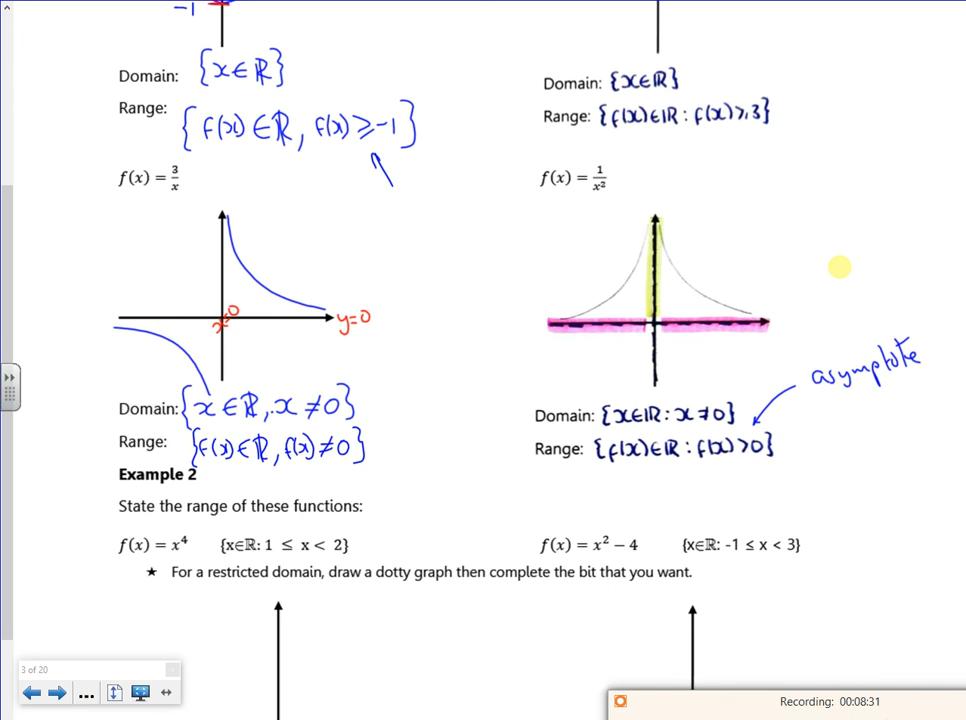 -1
Domain: {x∈ℝ}
Range: {f(x)∈ℝ, f(x)≥-1}
Domain: {x∈ℝ}
Range: {f(x)∈ℝ : f(x)≥3}
f(x) = 3/x
f(x) = 1/x²
x=0
y=0
asymptote
Domain: {x∈ℝ, x≠0}
Range: {f(x)∈ℝ, f(x)≠0}
Domain: {x∈ℝ : x≠0}
Range: {f(x)∈ℝ : f(x)>0}
Example 2
State the range of these functions:
f(x) = x⁴ {x∈ℝ: 1 ≤ x < 2}
f(x) = x² − 4 {x∈ℝ: -1 ≤ x < 3}
★ For a restricted domain, draw a dotty graph then complete the bit that you want.
3 of 20
Recording: 00:08:31